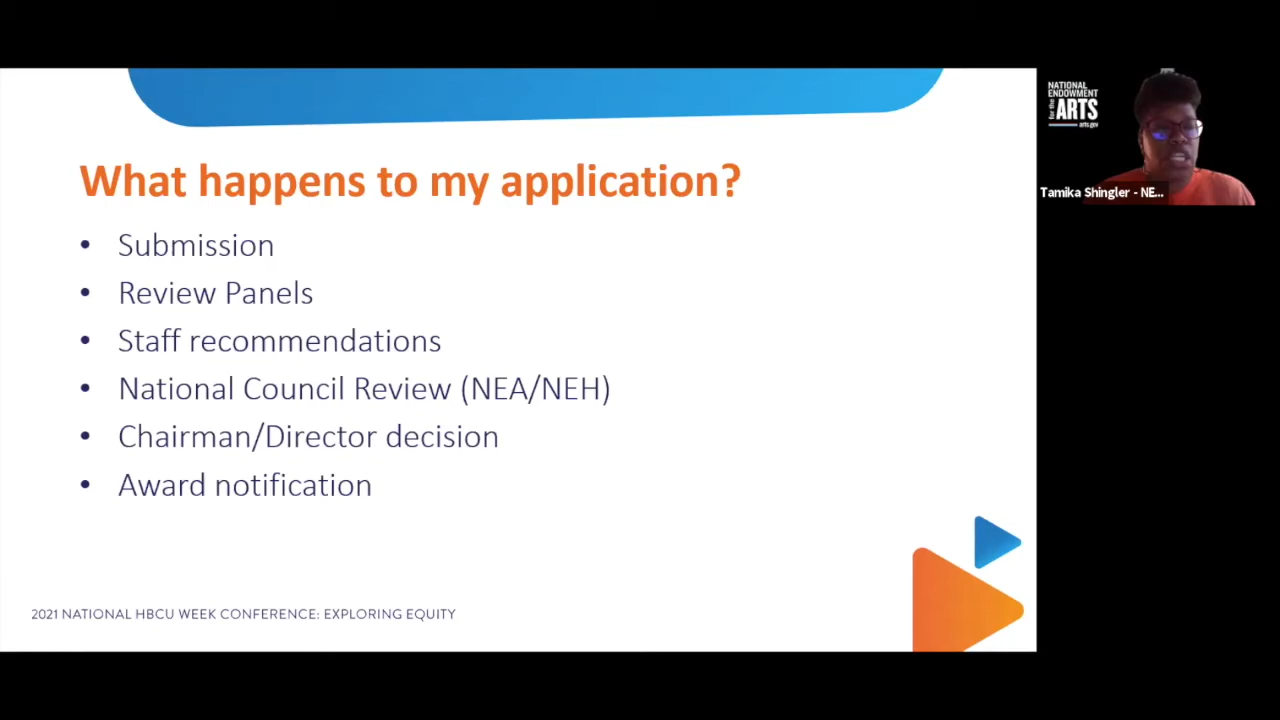 What happens to my application?
• Submission
• Review Panels
• Staff recommendations
• National Council Review (NEA/NEH)
• Chairman/Director decision
• Award notification
2021 NATIONAL HBCU WEEK CONFERENCE: EXPLORING EQUITY
NATIONAL
ENDOWMENT
for the
ARTS
arts.gov
Tamika Shingler - NE...